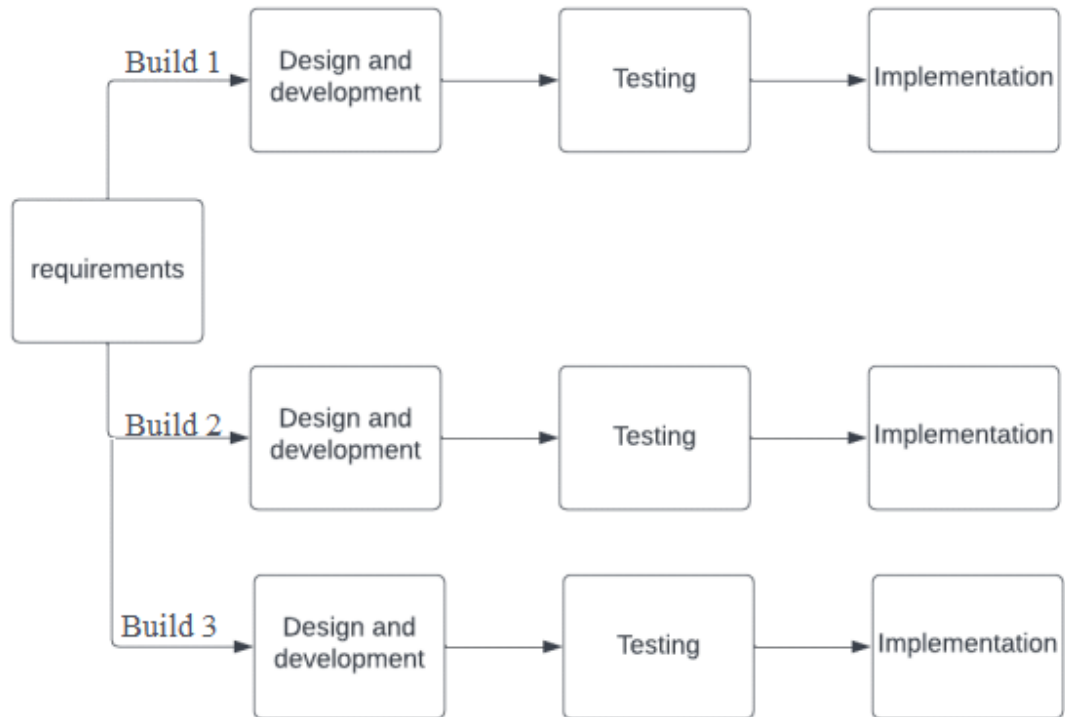 Build 1
Design and
development
Testing
Implementation
requirements
Build 2
Design and
development
Testing
Implementation
Build 3
Design and
development
Testing
Implementation